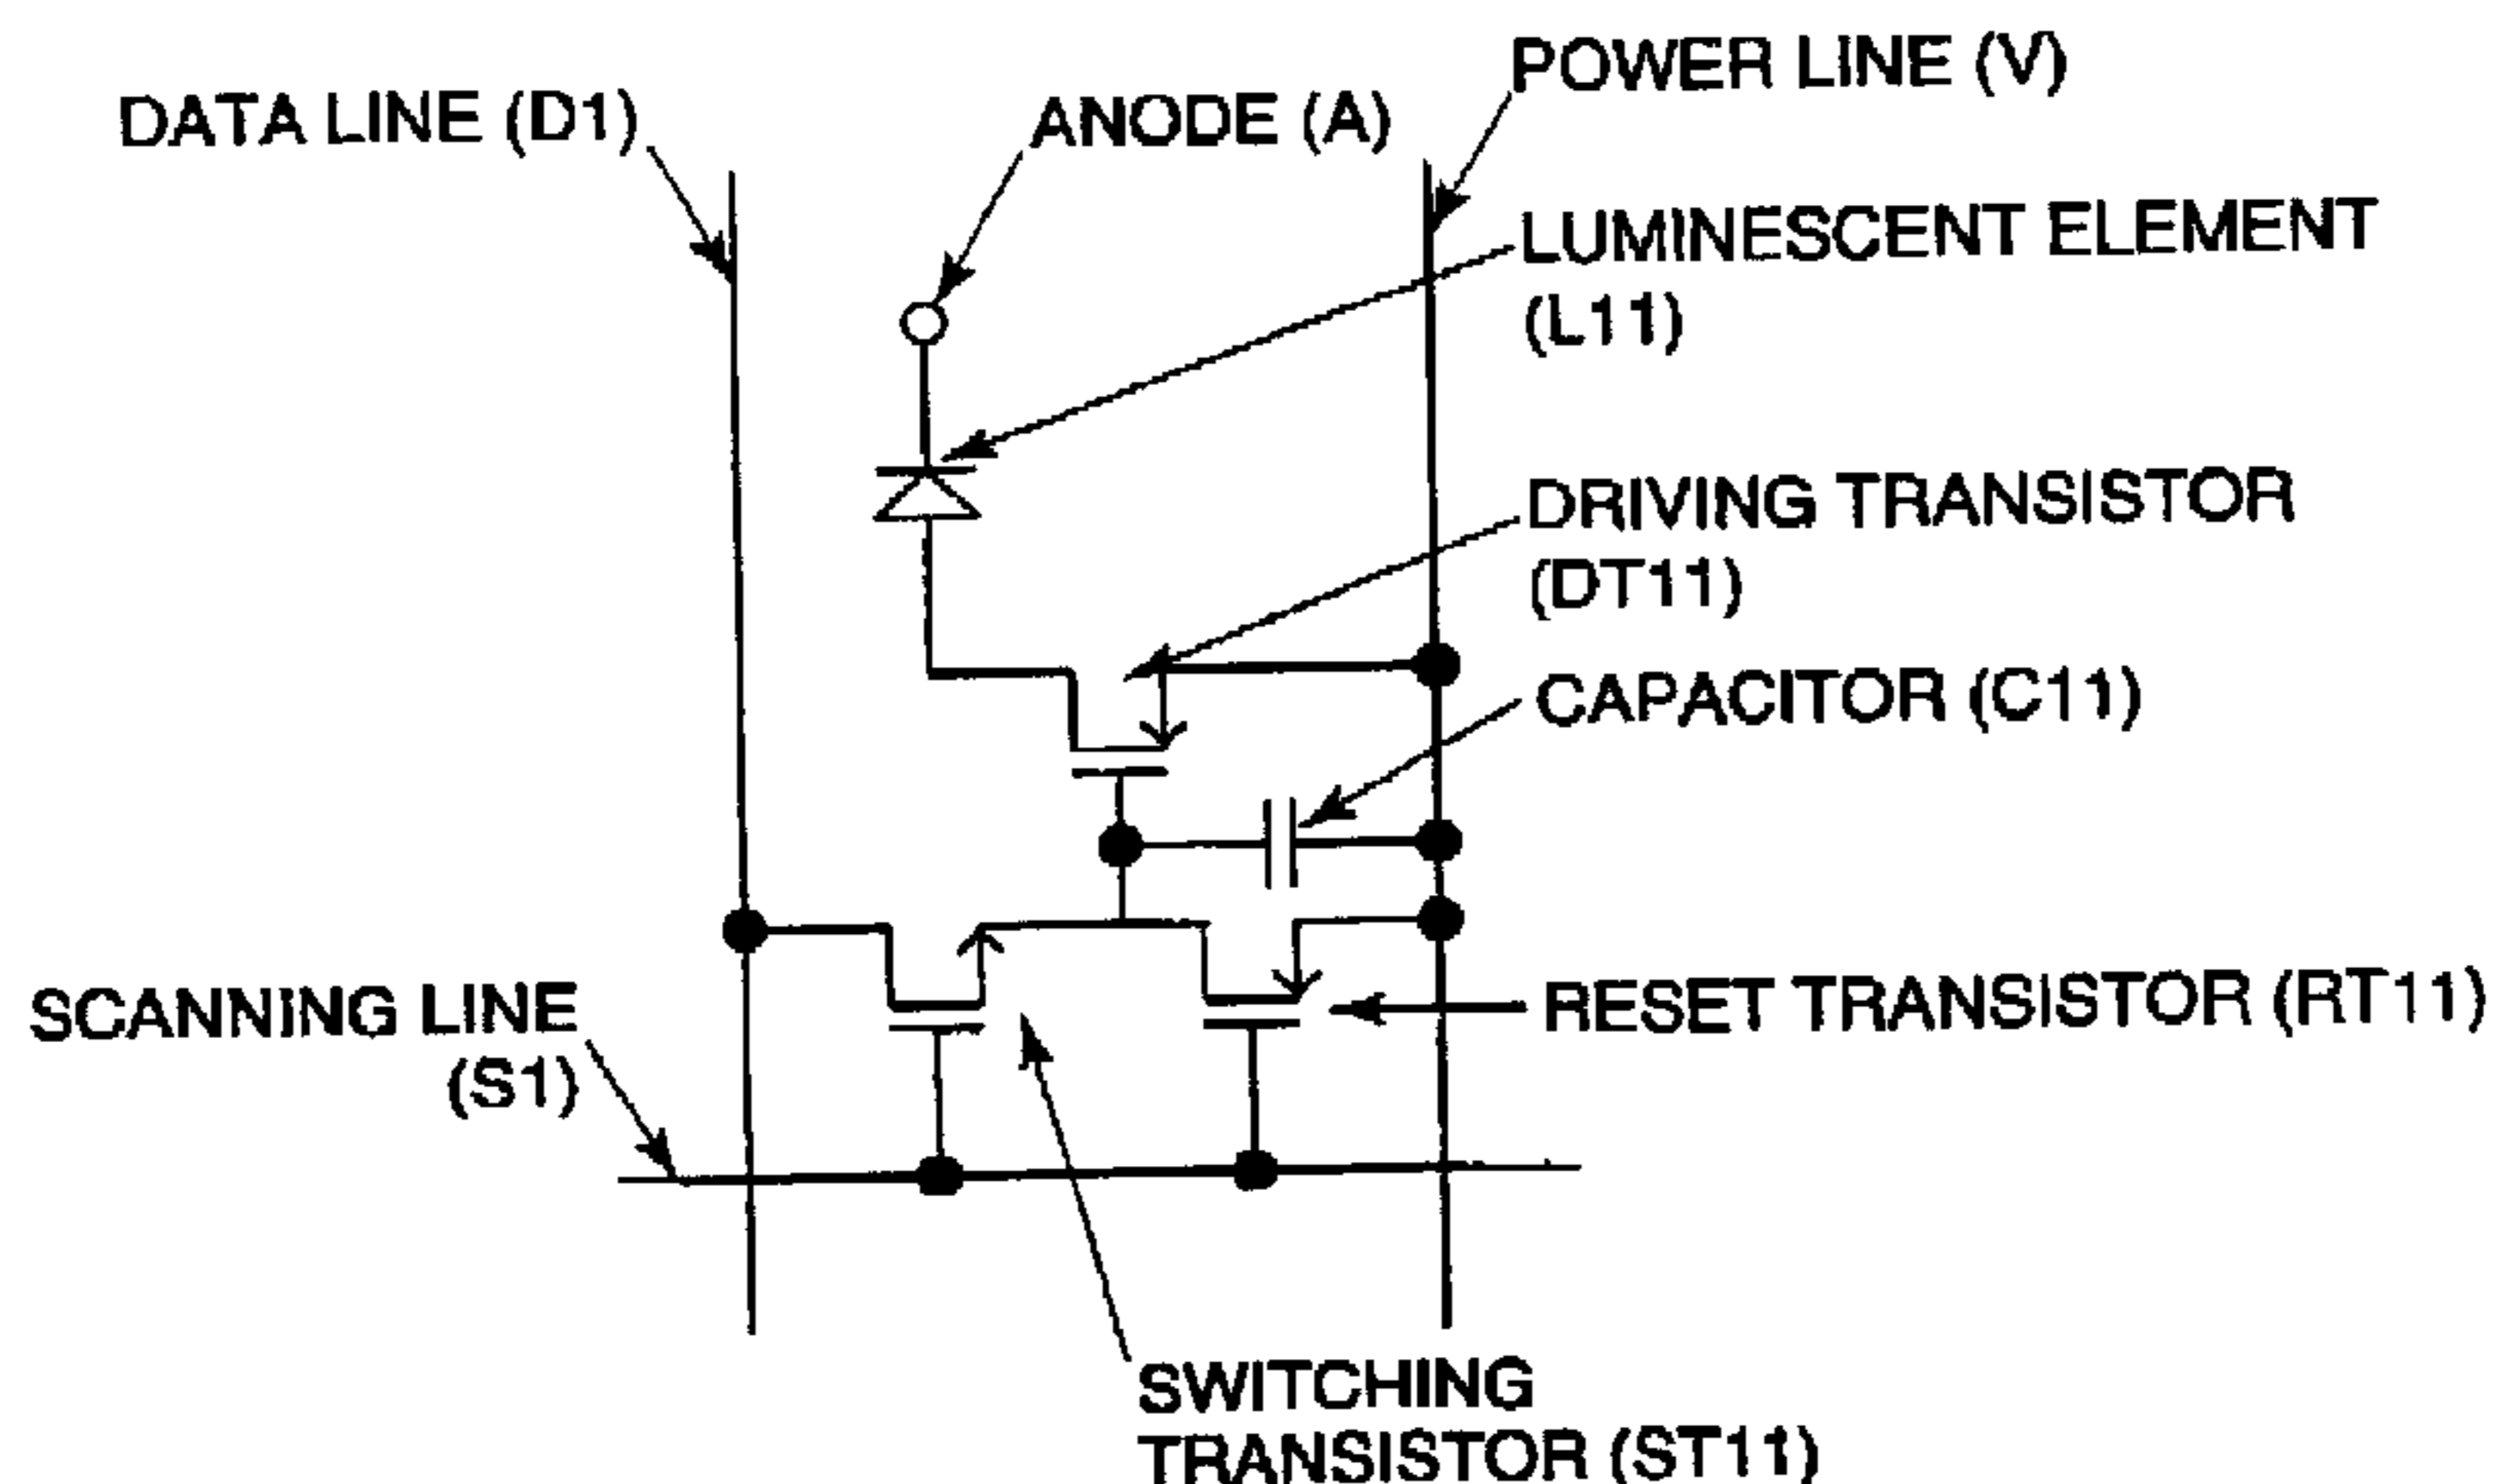 POWER LINE (V)
DATA LINE (D1)
ANODE (A)
LUMINESCENT ELEMENT
(L11)
DRIVING TRANSISTOR
(DT11)
CAPACITOR (C11)
SCANNING LINE
(S1)
RESET TRANSISTOR (RT11)
SWITCHING
TRANSISTOR (ST11)